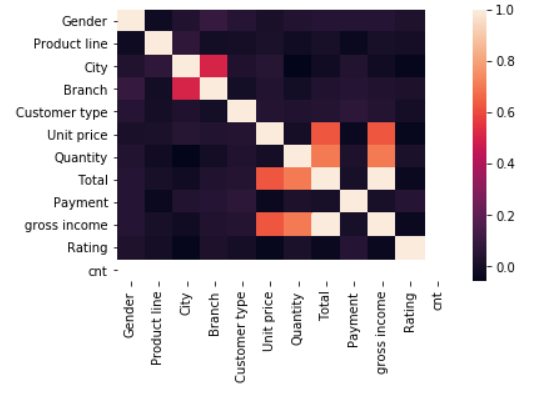 Gender
Product line
City
Branch
Customer type
Unit price
Quantity
Total
Payment
gross income
Rating
cnt
Gender
Product line
City
Branch
Customer type
Unit price
Quantity
Total
Payment
gross income
Rating
cnt
1.0
0.8
0.6
0.4
0.2
0.0